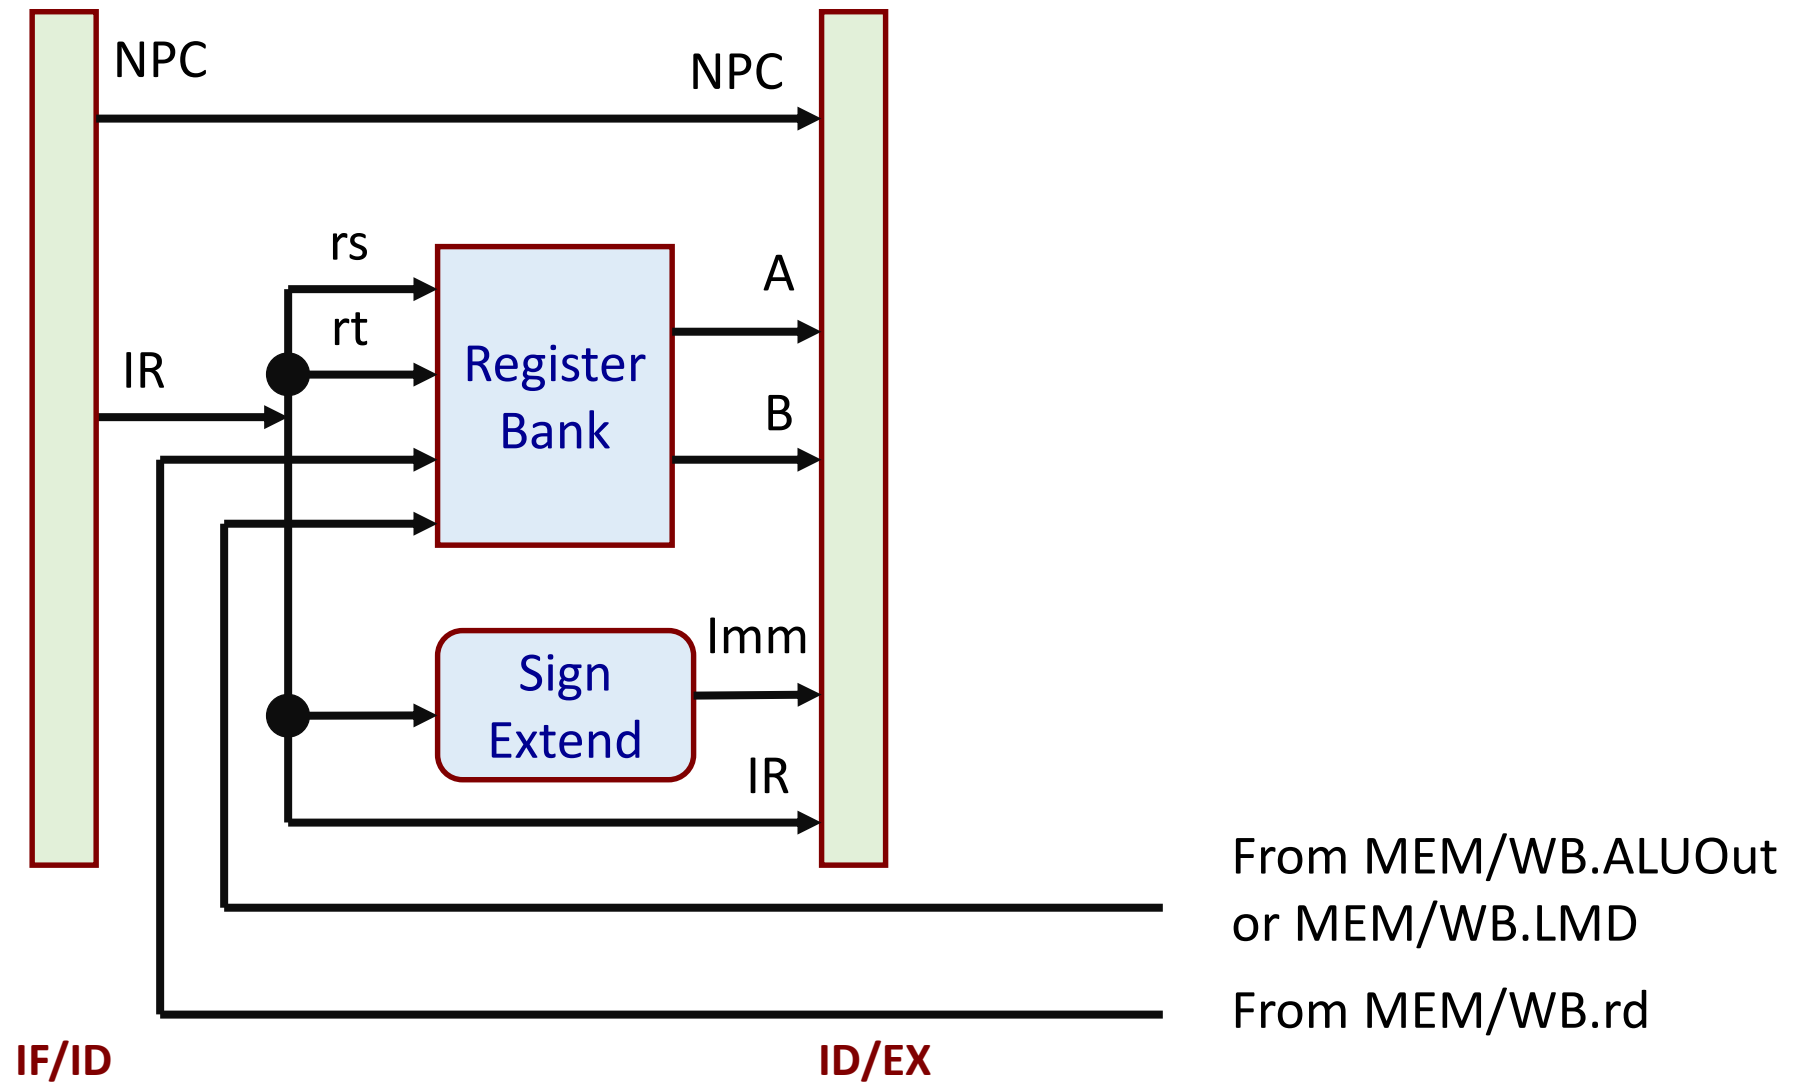 NPC
NPC
rs
A
rt
IR
Register
Bank
B
Imm
Sign
Extend
IR
From MEM/WB.ALUOut
or MEM/WB.LMD
From MEM/WB.rd
IF/ID
ID/EX